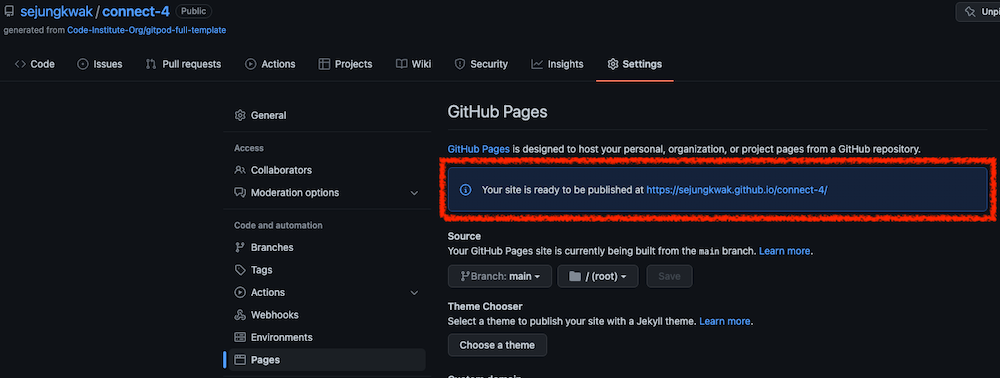 sejungkwak / connect-4 Public
Unpi
generated from Code-Institute-Org/gitpod-full-template
Code Issues Pull requests Actions Projects Wiki Security Insights Settings
General
Access
Collaborators
Moderation options
Code and automation
Branches
Tags
Actions
Webhooks
Environments
Pages
GitHub Pages
GitHub Pages is designed to host your personal, organization, or project pages from a GitHub repository.
Your site is ready to be published at https://sejungkwak.github.io/connect-4/
Source
Your GitHub Pages site is currently being built from the main branch. Learn more.
Branch: main / (root) Save
Theme Chooser
Select a theme to publish your site with a Jekyll theme. Learn more.
Choose a theme
Custom domain